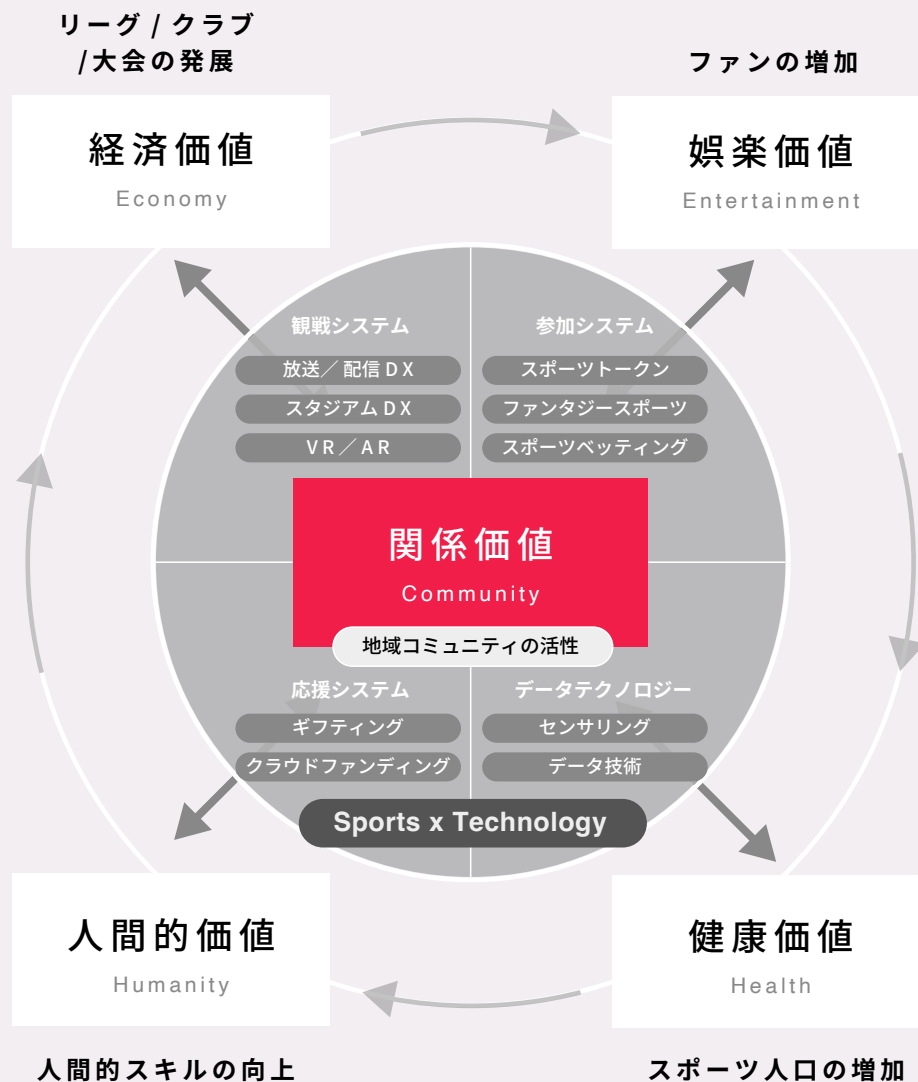 リーグ / クラブ
/大会の発展
ファンの増加
経済価値
Economy
娯楽価値
Entertainment
観戦システム
放送／ 配信 DX
スタジアム DX
VR／AR
参加システム
スポーツトークン
ファンタジースポーツ
スポーツベッティング
関係価値
Community
地域コミュニティの活性
応援システム
ギフティング
クラウドファンディング
データテクノロジー
センサリング
データ技術
Sports x Technology
人間的価値
Humanity
健康価値
Health
人間的スキルの向上
スポーツ人口の増加